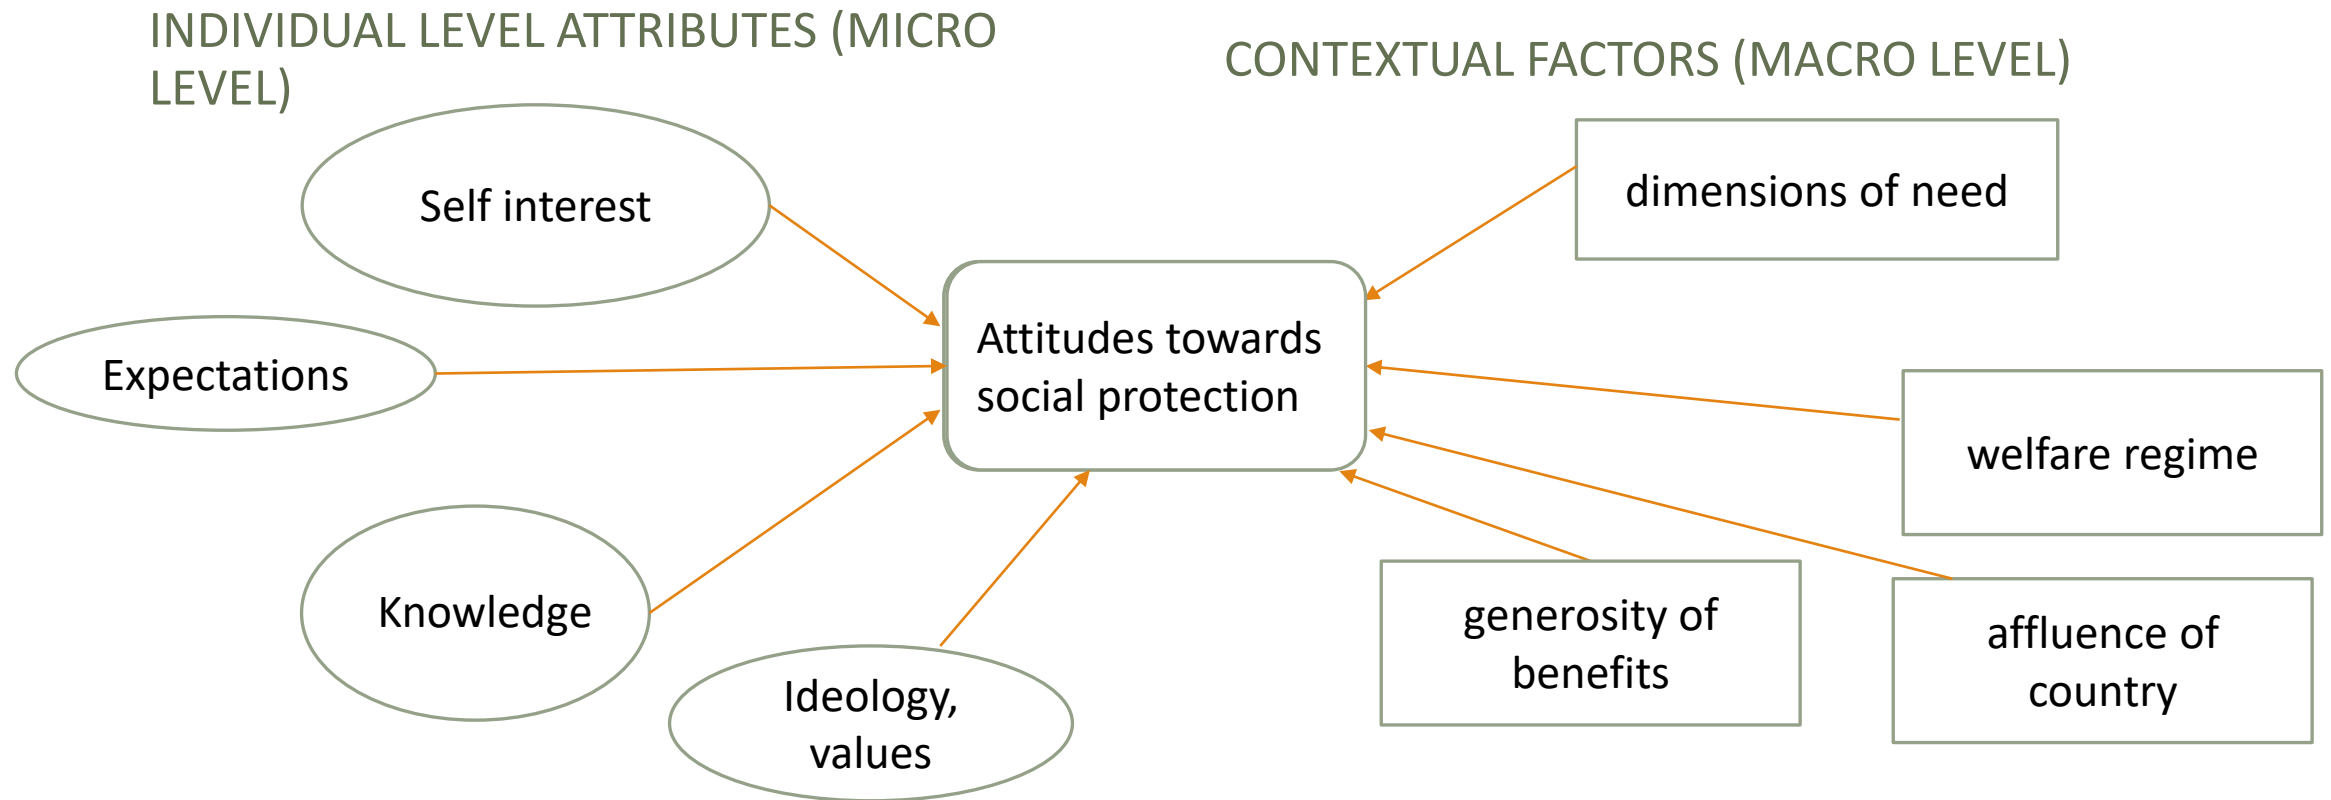 INDIVIDUAL LEVEL ATTRIBUTES (MICRO
LEVEL)
CONTEXTUAL FACTORS (MACRO LEVEL)
Self interest
dimensions of need
Expectations
Attitudes towards
social protection
welfare regime
Knowledge
generosity of
benefits
affluence of
country
Ideology,
values